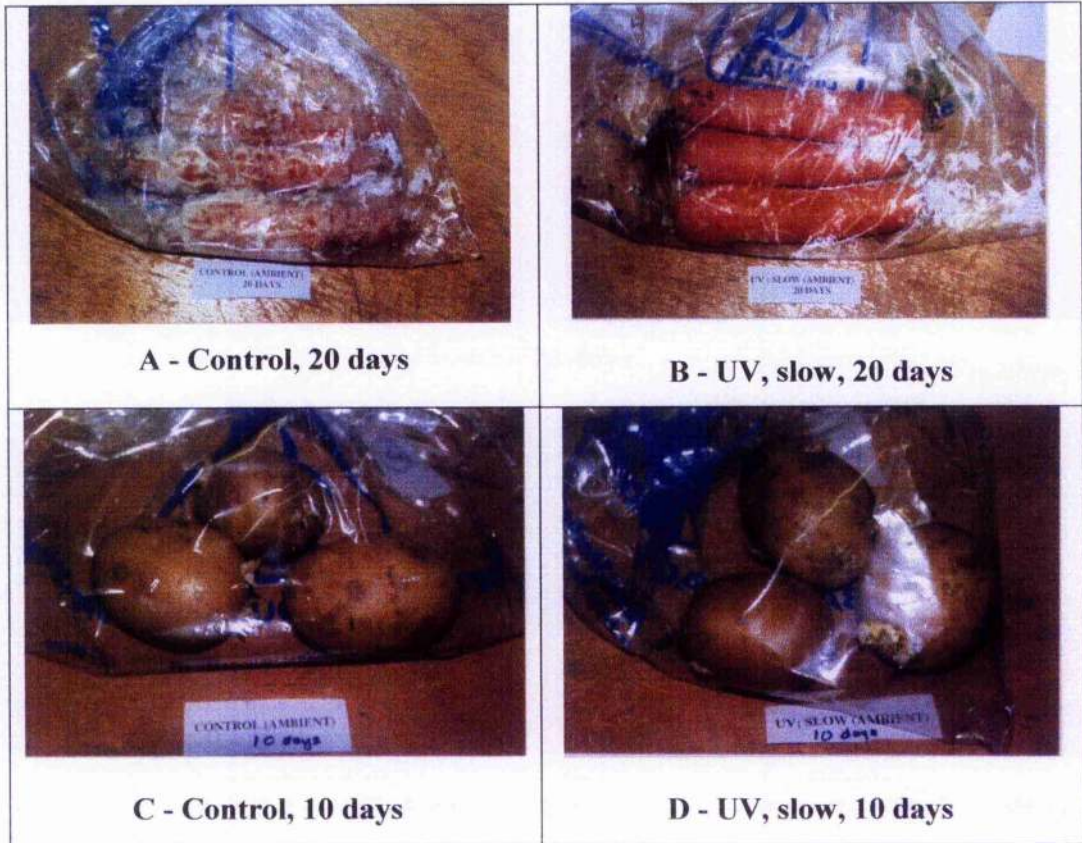 CONTROL (AMBIENT)
20 DAYS
UV; SLOW (AMBIENT)
20 DAYS
A - Control, 20 days
B - UV, slow, 20 days
CONTROL (AMBIENT)
10 days
UV; SLOW (AMBIENT)
10 days
C - Control, 10 days
D - UV, slow, 10 days